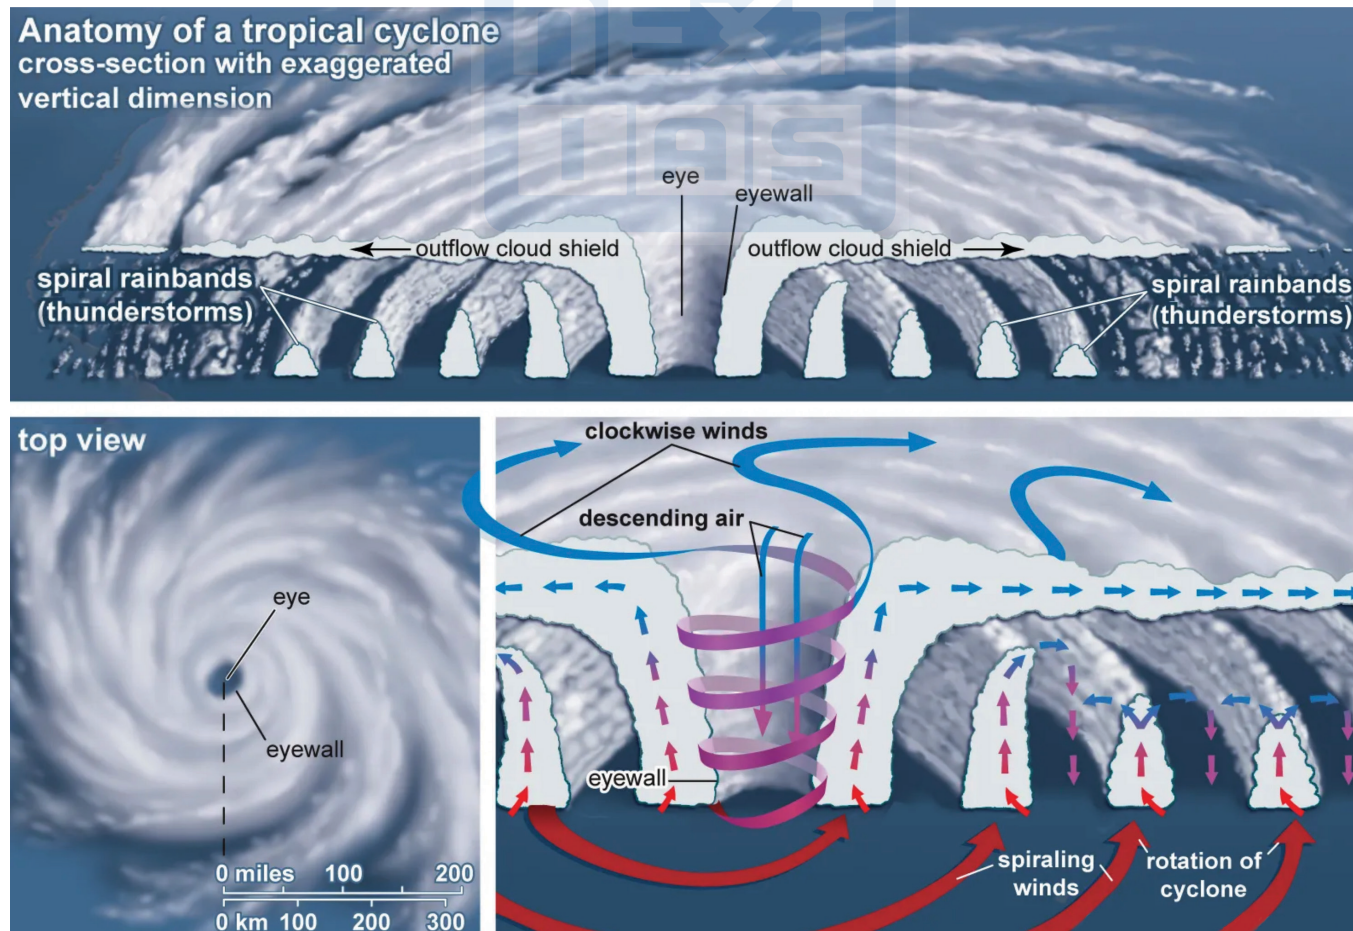 NEXT
IAS
Anatomy of a tropical cyclone
cross-section with exaggerated
vertical dimension
eye
eyewall
outflow cloud shield
outflow cloud shield
spiral rainbands
(thunderstorms)
spiral rainbands
(thunderstorms)
top view
eye
eyewall
0 miles 100 200
0 km 100 200 300
clockwise winds
descending air
eyewall
spiraling
winds
rotation of
cyclone